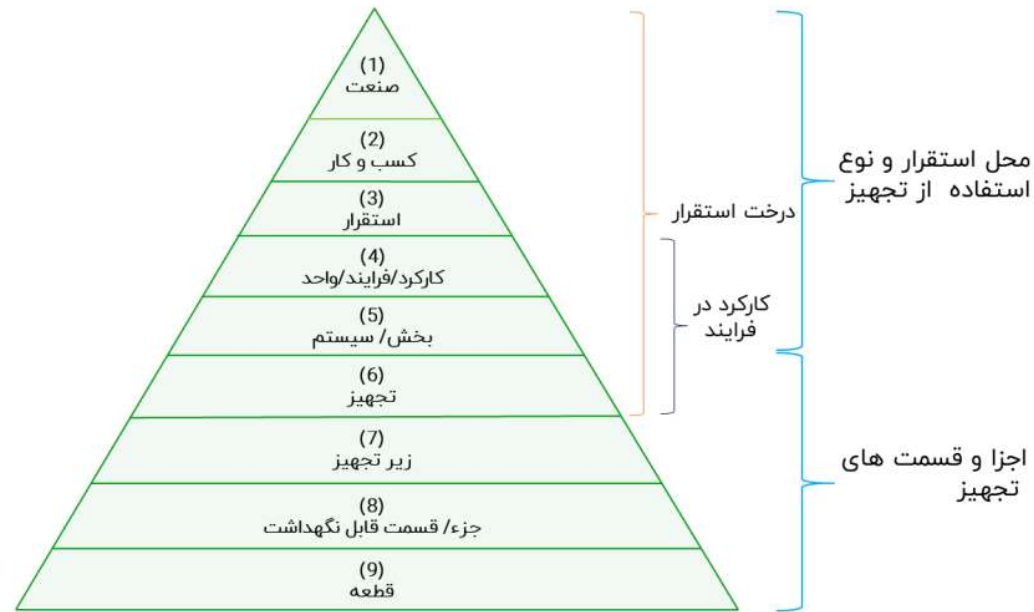 (1)
صنعت
(2)
کسب و کار
(3)
استقرار
(4)
کارکرد/فرایند/واحد
(5)
بخش/ سیستم
(6)
تجهیز
(7)
زیر تجهیز
(8)
جزء/ قسمت قابل نگهداشت
(9)
قطعه
درخت استقرار
کارکرد در
فرایند
محل استقرار و نوع
استفاده از تجهیز
اجزا و قسمت های
تجهیز